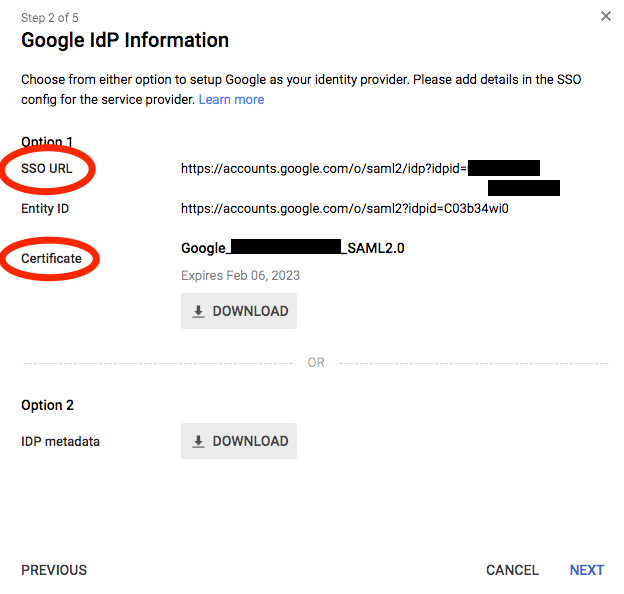 Step 2 of 5
Google IdP Information
Choose from either option to setup Google as your identity provider. Please add details in the SSO
config for the service provider. Learn more
Option 1
SSO URL https://accounts.google.com/o/saml2/idp?idpid=
Entity ID https://accounts.google.com/o/saml2?idpid=C03b34wi0
Certificate Google_ _SAML2.0
Expires Feb 06, 2023
DOWNLOAD
OR
Option 2
IDP metadata DOWNLOAD
PREVIOUS CANCEL NEXT